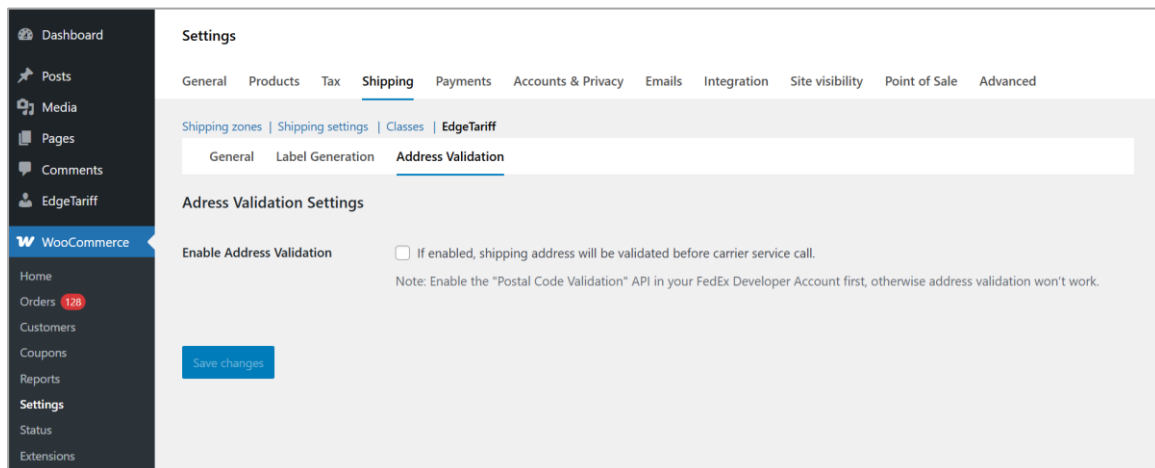 Dashboard
Posts
Media
Pages
Comments
EdgeTariff
WooCommerce
Home
Orders 128
Customers
Coupons
Reports
Settings
Status
Extensions
Settings
General Products Tax Shipping Payments Accounts & Privacy Emails Integration Site visibility Point of Sale Advanced
Shipping zones | Shipping settings | Classes | EdgeTariff
General Label Generation Address Validation
Adress Validation Settings
Enable Address Validation If enabled, shipping address will be validated before carrier service call.
Note: Enable the "Postal Code Validation" API in your FedEx Developer Account first, otherwise address validation won't work.
Save changes